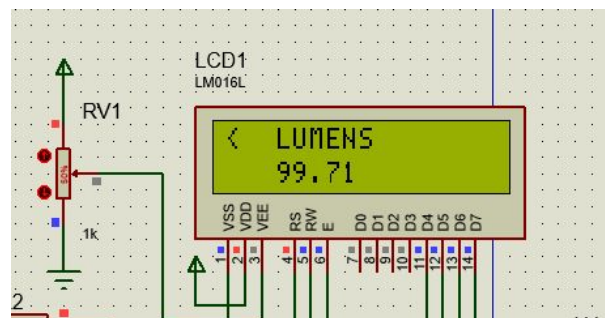 LCD1
LM016L
RV1
< LUMENS
99.71
50%
1k
VSS
VDD
VEE
RS
RW
E
D0
D1
D2
D3
D4
D5
D6
D7
1
2
3
4
5
6
7
8
9
10
11
12
13
14
2